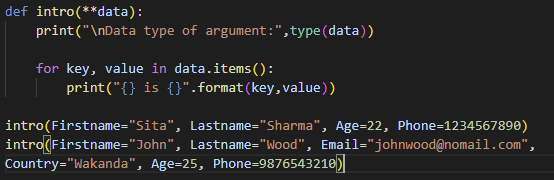 def intro(**data):
print("\nData type of argument:",type(data))
for key, value in data.items():
print("{} is {}".format(key,value))
intro(Firstname="Sita", Lastname="Sharma", Age=22, Phone=1234567890)
intro(Firstname="John", Lastname="Wood", Email="johnwood@nomail.com",
Country="Wakanda", Age=25, Phone=9876543210)